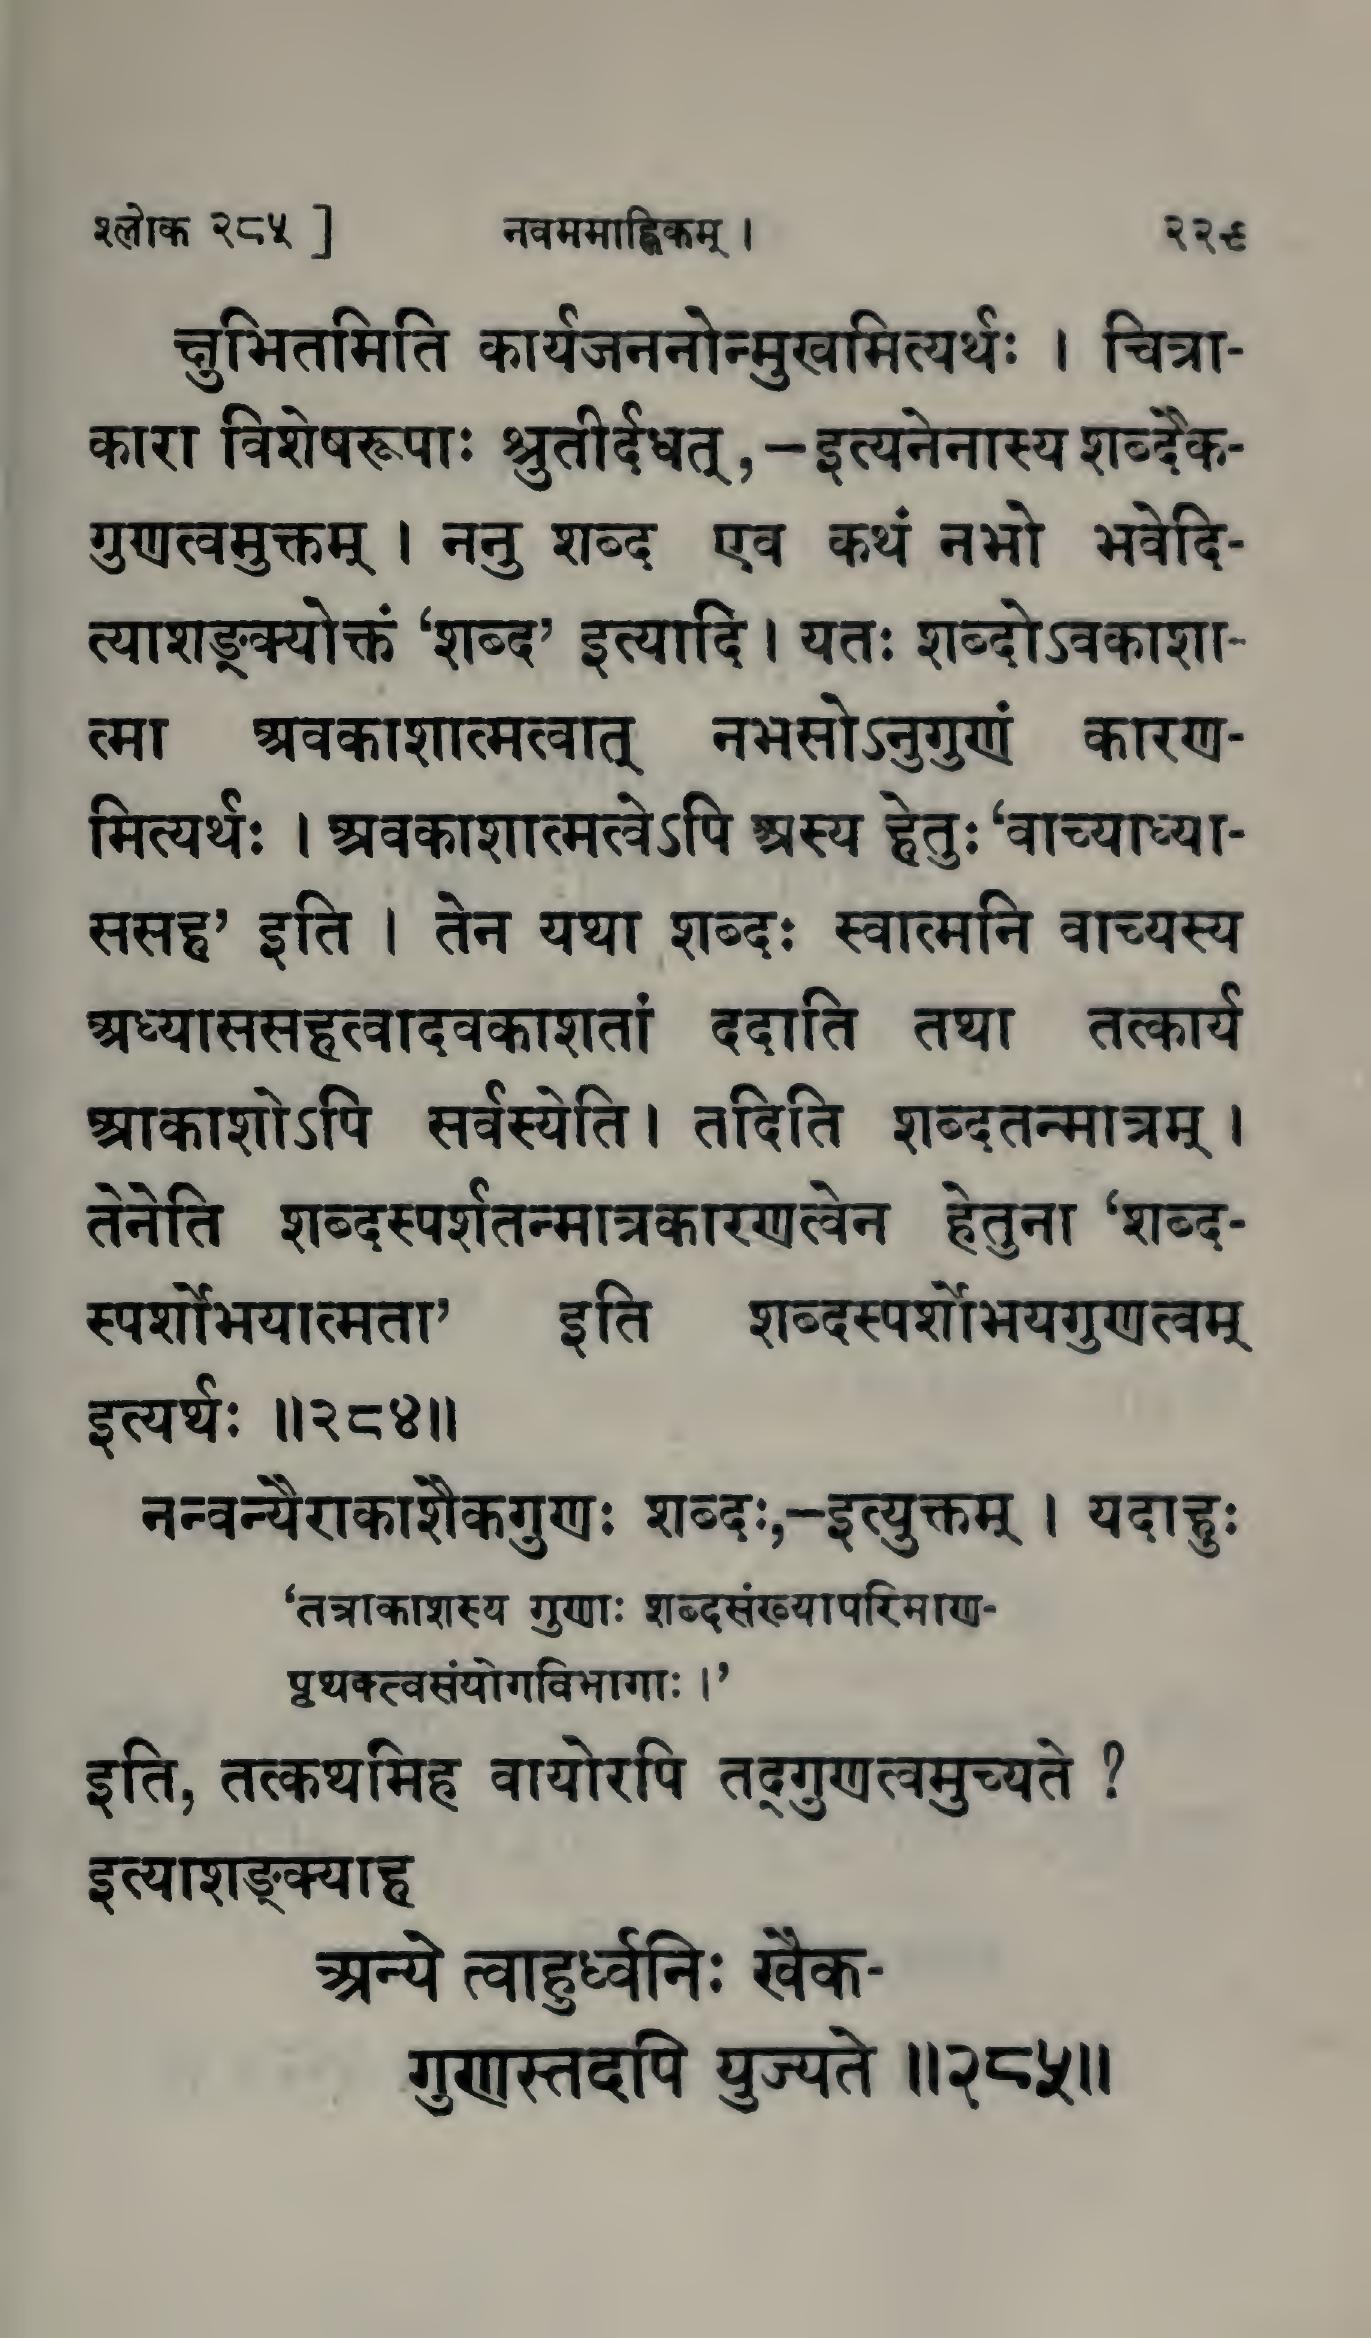 श्लोक २८५ ] नवममाह्निकम् । २२९
क्षुभितमिति कार्यजननोन्मुखमित्यर्थः । चित्रा-
कारा विशेषरूपाः श्रुतीर्दधत्,—इत्यनेनास्य शब्दैक-
गुणत्वमुक्तम् । ननु शब्द एव कथं नभो भवेदि-
त्याशङ्क्योक्तं ‘शब्द’ इत्यादि । यतः शब्दोऽवकाशा-
त्मा अवकाशात्मत्वात् नभसोऽनुगुणं कारण-
मित्यर्थः । अवकाशात्मत्वेऽपि अस्य हेतुः ‘वाच्याध्या-
ससह’ इति । तेन यथा शब्दः स्वात्मनि वाच्यस्य
अध्याससहत्वादवकाशतां ददाति तथा तत्कार्य
आकाशोऽपि सर्वस्येति । तदिति शब्दतन्मात्रम् ।
तेनेति शब्दस्पर्शतन्मात्रकारणत्वेन हेतुना ‘शब्द-
स्पर्शोभयात्मता’ इति शब्दस्पर्शोभयगुणत्वम्
इत्यर्थः ॥२८४॥
नन्वन्यैराकाशैकगुणः शब्दः,—इत्युक्तम् । यदाहुः
‘तत्राकाशस्य गुणाः शब्दसंख्यापरिमाण-
पृथक्त्वसंयोगविभागाः ।’
इति, तत्कथमिह वायोरपि तद्गुणत्वमुच्यते ?
इत्याशङ्क्याह
अन्ये त्वाहुर्ध्वनिः खैक-
गुणस्तदपि युज्यते ॥२८५॥